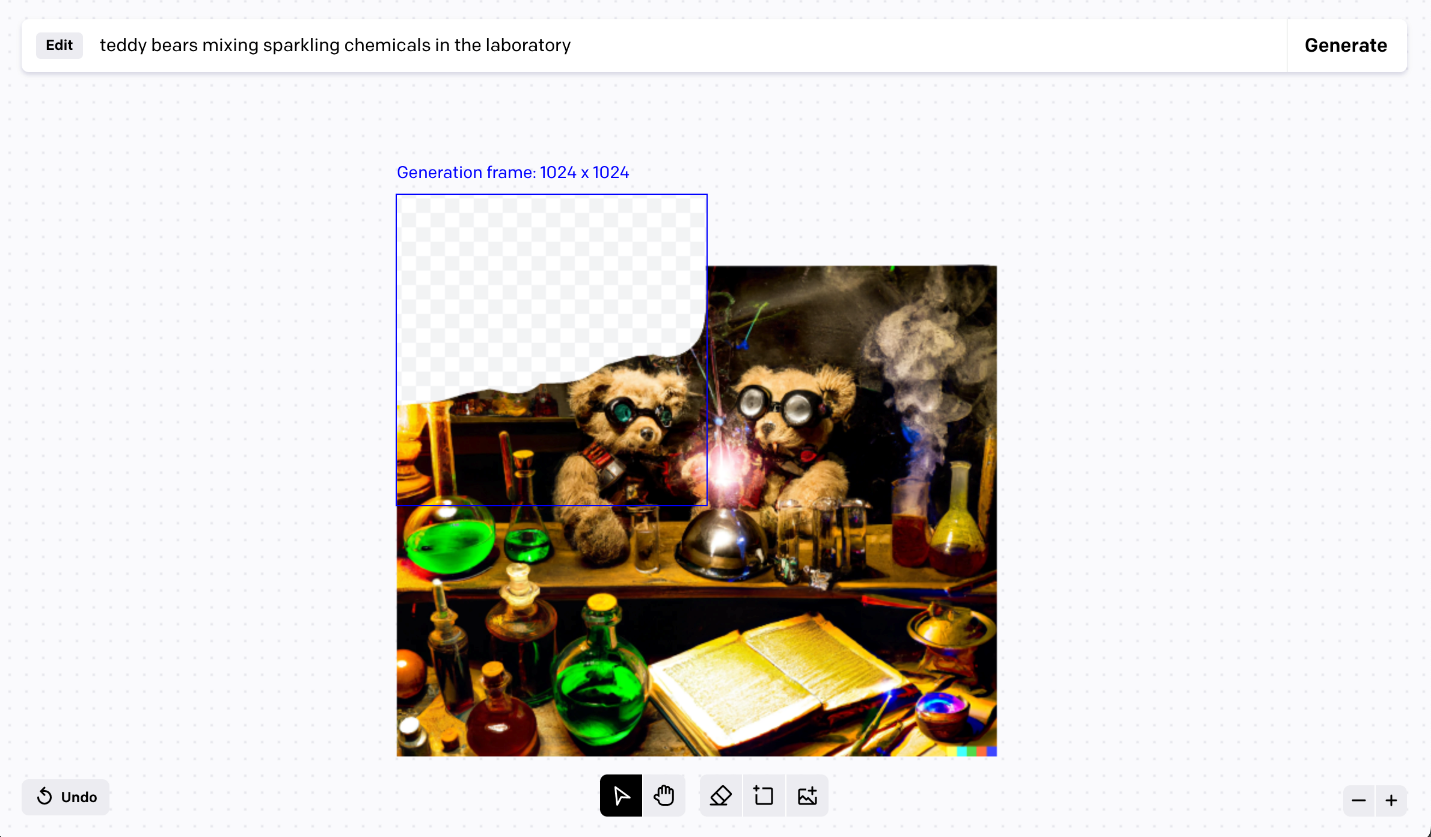 Edit
teddy bears mixing sparkling chemicals in the laboratory
Generate
Generation frame: 1024 x 1024
Undo